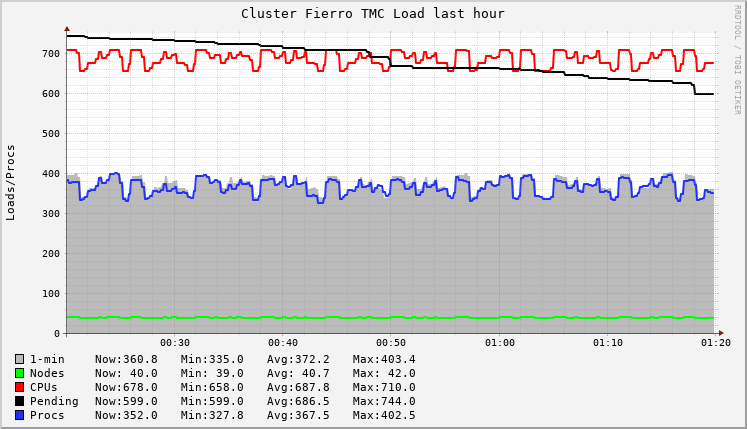 Cluster Fierro TMC Load last hour
RRDTOOL / TOBI OETIKER
Loads/Procs
700
600
500
400
300
200
100
0
00:30 00:40 00:50 01:00 01:10 01:20
1-min Now:360.8 Min:335.0 Avg:372.2 Max:403.4
Nodes Now: 40.0 Min: 39.0 Avg: 40.7 Max: 42.0
CPUs Now:678.0 Min:658.0 Avg:687.8 Max:710.0
Pending Now:599.0 Min:599.0 Avg:686.5 Max:744.0
Procs Now:352.0 Min:327.8 Avg:367.5 Max:402.5